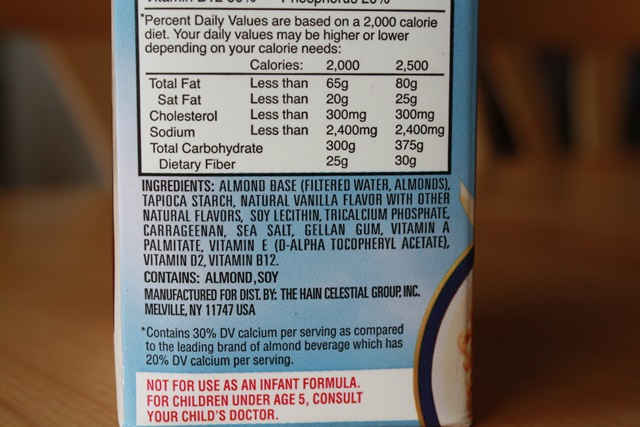 Vitamin D12 50% Phosphorus 20%
*Percent Daily Values are based on a 2,000 calorie
diet. Your daily values may be higher or lower
depending on your calorie needs:
Calories: 2,000 2,500
Total Fat Less than 65g 80g
Sat Fat Less than 20g 25g
Cholesterol Less than 300mg 300mg
Sodium Less than 2,400mg 2,400mg
Total Carbohydrate 300g 375g
Dietary Fiber 25g 30g
INGREDIENTS: ALMOND BASE (FILTERED WATER, ALMONDS),
TAPIOCA STARCH, NATURAL VANILLA FLAVOR WITH OTHER
NATURAL FLAVORS, SOY LECITHIN, TRICALCIUM PHOSPHATE,
CARRAGEENAN, SEA SALT, GELLAN GUM, VITAMIN A
PALMITATE, VITAMIN E (D-ALPHA TOCOPHERYL ACETATE),
VITAMIN D2, VITAMIN B12.
CONTAINS: ALMOND, SOY
MANUFACTURED FOR DIST. BY: THE HAIN CELESTIAL GROUP, INC.
MELVILLE, NY 11747 USA
*Contains 30% DV calcium per serving as compared
to the leading brand of almond beverage which has
20% DV calcium per serving.
NOT FOR USE AS AN INFANT FORMULA.
FOR CHILDREN UNDER AGE 5, CONSULT
YOUR CHILD'S DOCTOR.